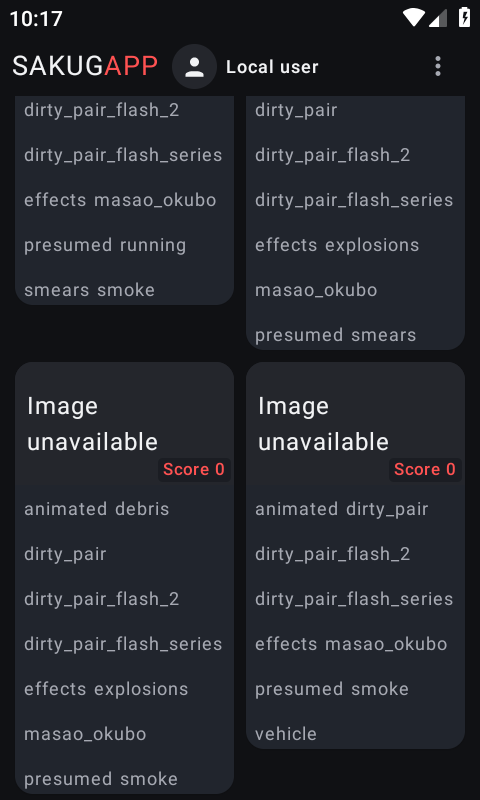 10:17
SAKUGAPP
Local user
dirty_pair_flash_2
dirty_pair_flash_series
effects masao_okubo
presumed running
smears smoke
dirty_pair
dirty_pair_flash_2
dirty_pair_flash_series
effects explosions
masao_okubo
presumed smears
Image
unavailable
Score 0
animated debris
dirty_pair
dirty_pair_flash_2
dirty_pair_flash_series
effects explosions
masao_okubo
presumed smoke
Image
unavailable
Score 0
animated dirty_pair
dirty_pair_flash_2
dirty_pair_flash_series
effects masao_okubo
presumed smoke
vehicle